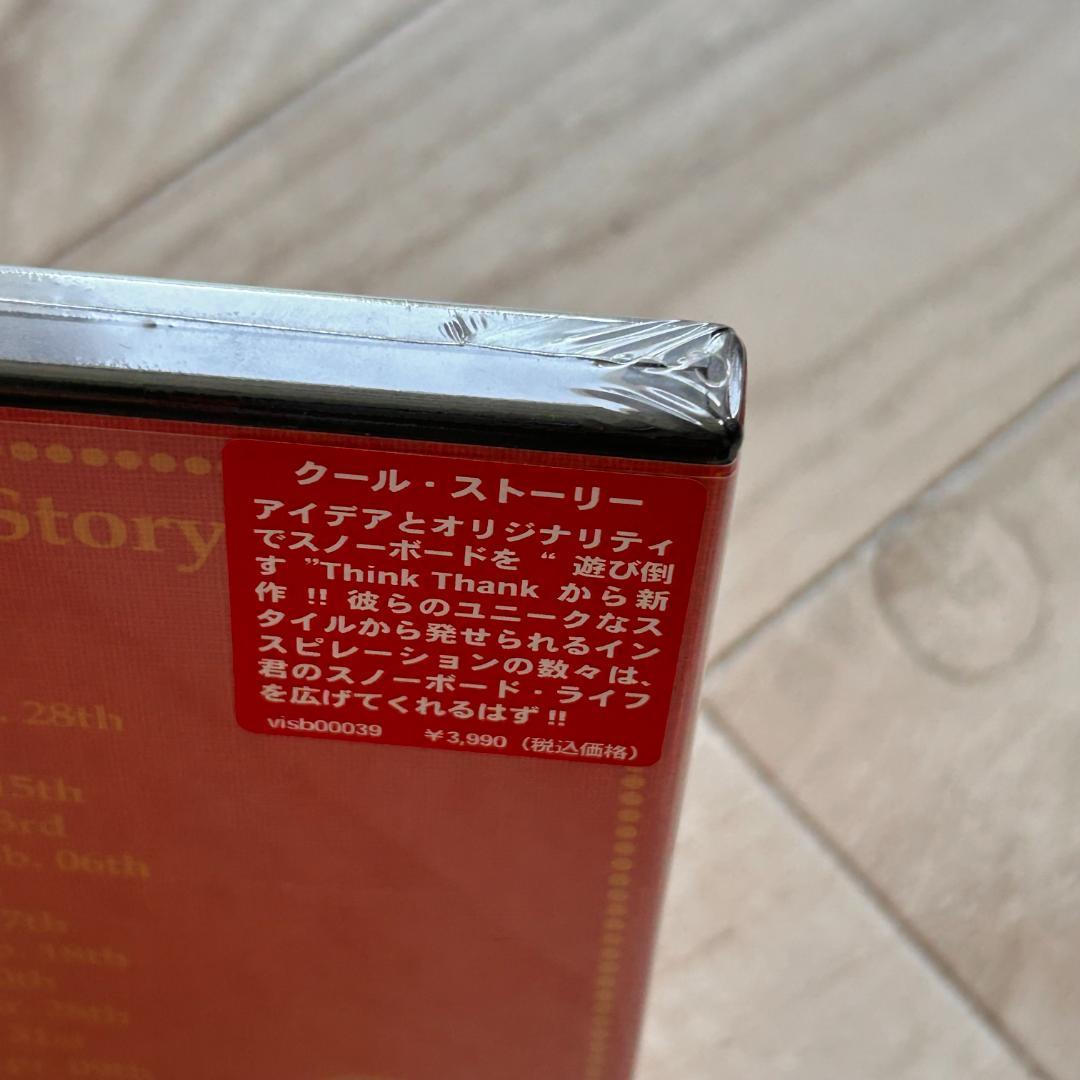 Story
クール・ストーリー
アイデアとオリジナリティ
でスノーボードを “ 遊び倒
す ”Think Thank から新
作 !! 彼らのユニークなス
タイルから発せられるイン
スピレーションの数々は、
君のスノーボード・ライフ
を広げてくれるはず !!
visb00039 ￥3,990（税込価格）
. 28th
15th
3rd
b. 06th
7th
18th